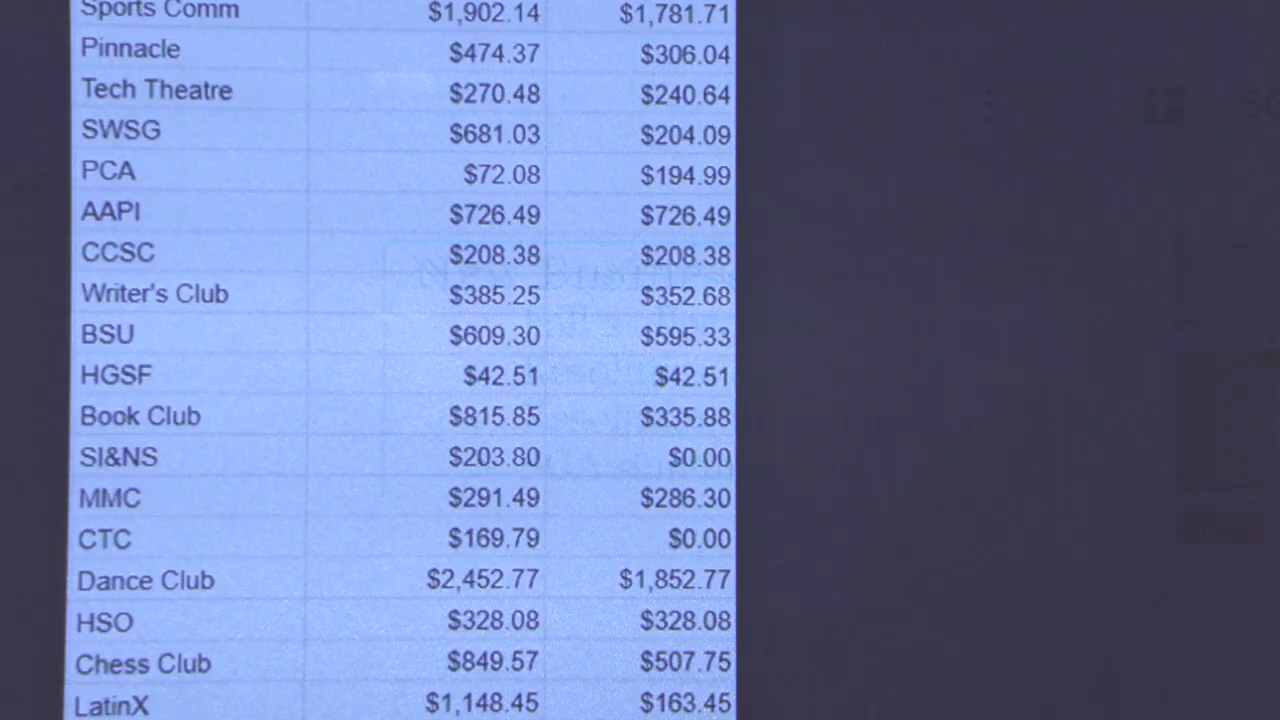 Sports Comm $1,902.14 $1,781.71
Pinnacle $474.37 $306.04
Tech Theatre $270.48 $240.64
SWSG $681.03 $204.09
PCA $72.08 $194.99
AAPI $726.49 $726.49
CCSC $208.38 $208.38
Writer's Club $385.25 $352.68
BSU $609.30 $595.33
HGSF $42.51 $42.51
Book Club $815.85 $335.88
SI&NS $203.80 $0.00
MMC $291.49 $286.30
CTC $169.79 $0.00
Dance Club $2,452.77 $1,852.77
HSO $328.08 $328.08
Chess Club $849.57 $507.75
LatinX $1,148.45 $163.45